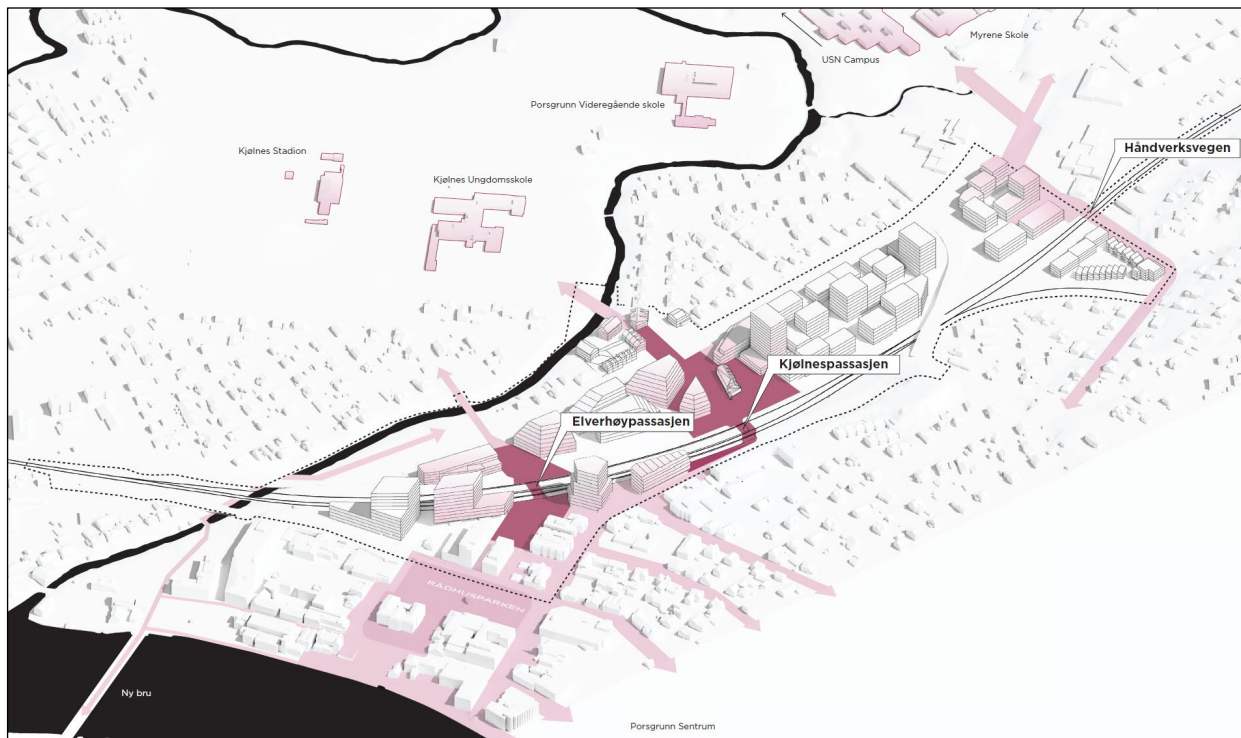 Myrene Skole
USN Campus
Porsgrunn Videregående skole
Håndverksvegen
Kjølnes Stadion
Kjølnes Ungdomsskole
Kjølnespassasjen
Elverhøypassasjen
RÅDHUSPARKEN
Ny bru
Porsgrunn Sentrum